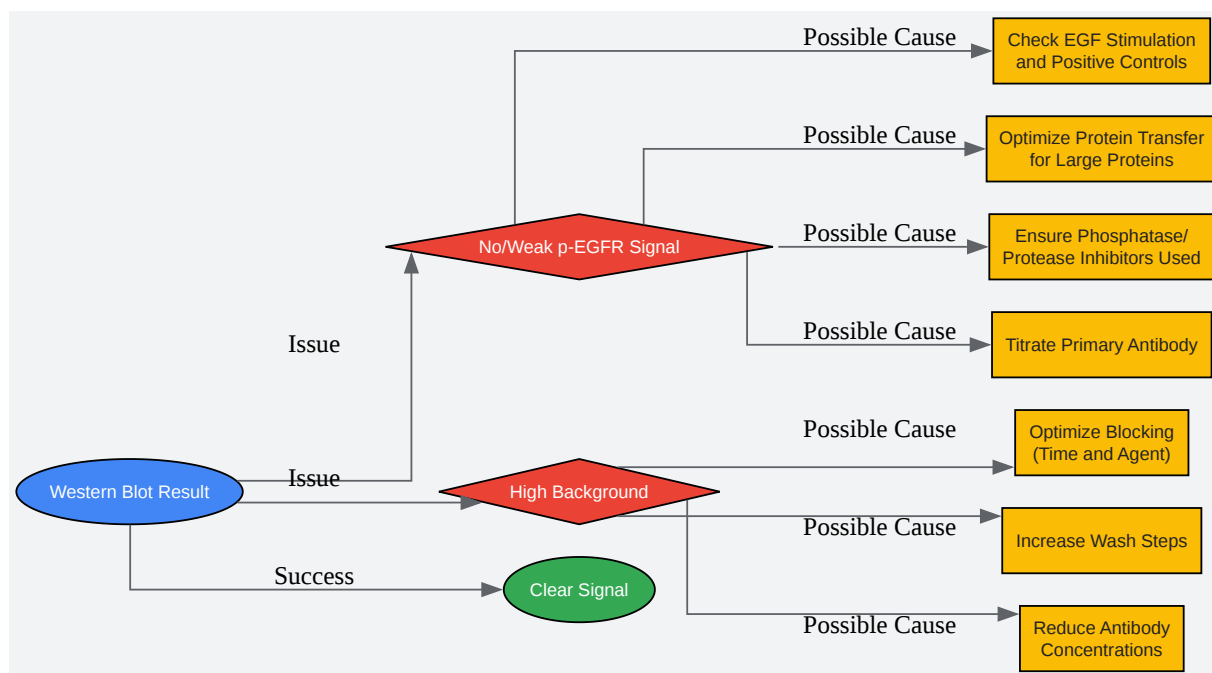 Possible Cause
Check EGF Stimulation
and Positive Controls
Possible Cause
Optimize Protein Transfer
for Large Proteins
No/Weak p-EGFR Signal
Possible Cause
Ensure Phosphatase/
Protease Inhibitors Used
Issue
Possible Cause
Titrate Primary Antibody
Possible Cause
Optimize Blocking
(Time and Agent)
Western Blot Result
Issue
High Background
Possible Cause
Increase Wash Steps
Success
Clear Signal
Possible Cause
Reduce Antibody
Concentrations